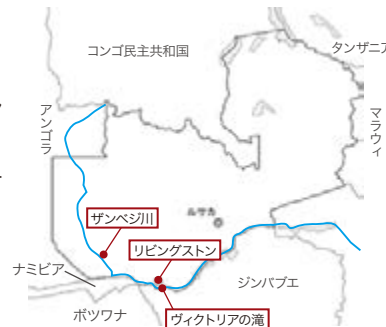 コンゴ民主共和国
タンザニア
アンゴラ
マラウイ
ザンベジ川
ルサカ
リビングストン
ナミビア
ジンバブエ
ボツワナ
ヴィクトリアの滝